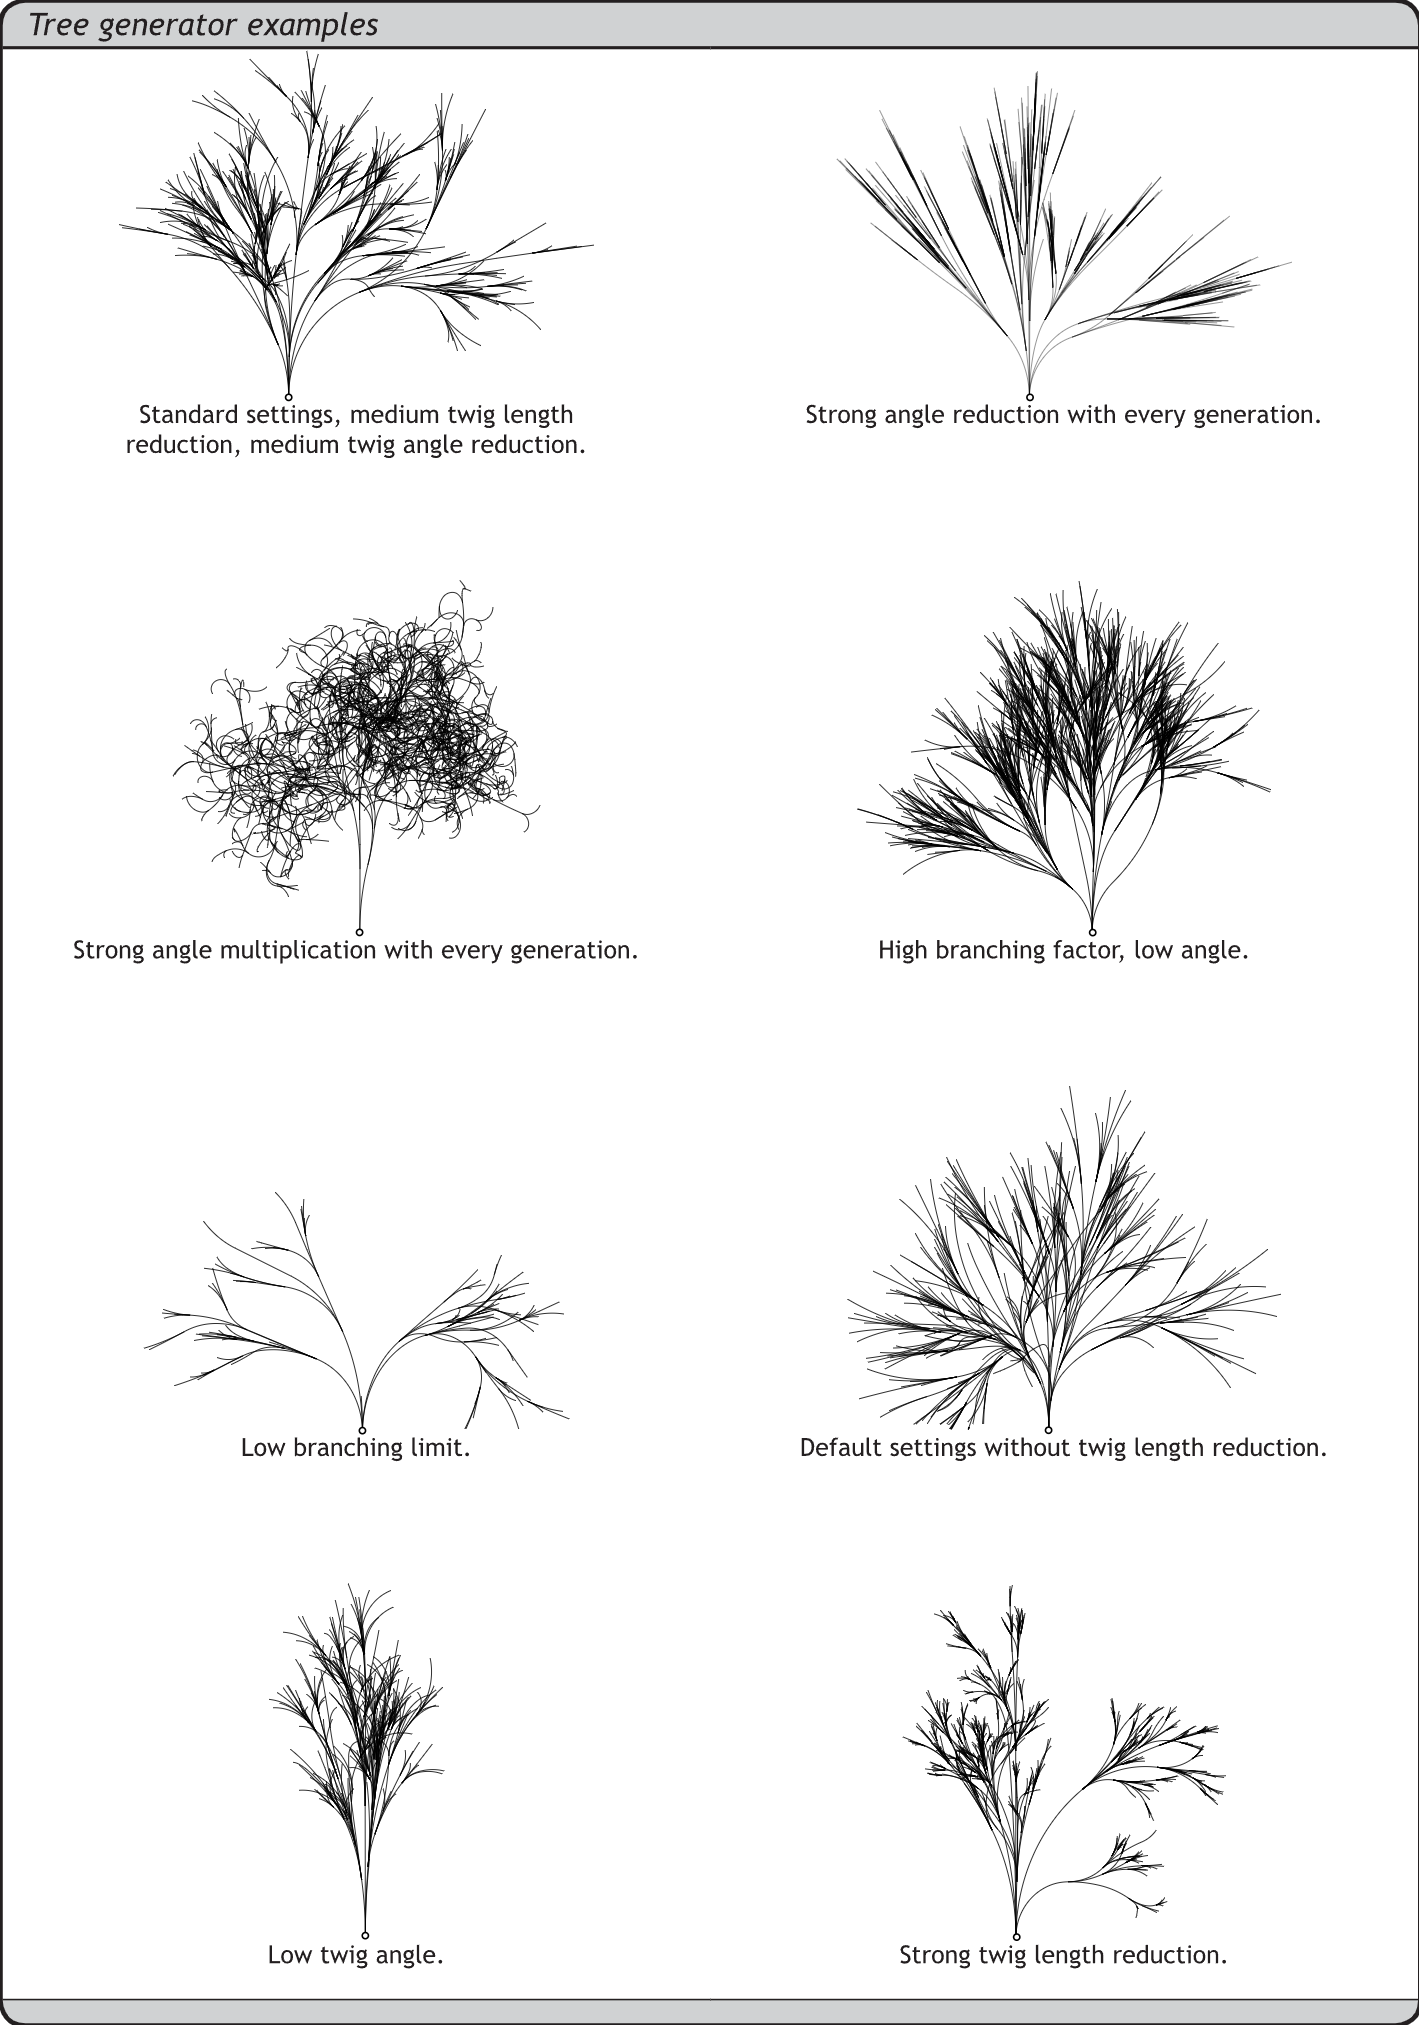 Tree generator examples
Standard settings, medium twig length
reduction, medium twig angle reduction.
Strong angle reduction with every generation.
Strong angle multiplication with every generation.
High branching factor, low angle.
Low branching limit.
Default settings without twig length reduction.
Low twig angle.
Strong twig length reduction.